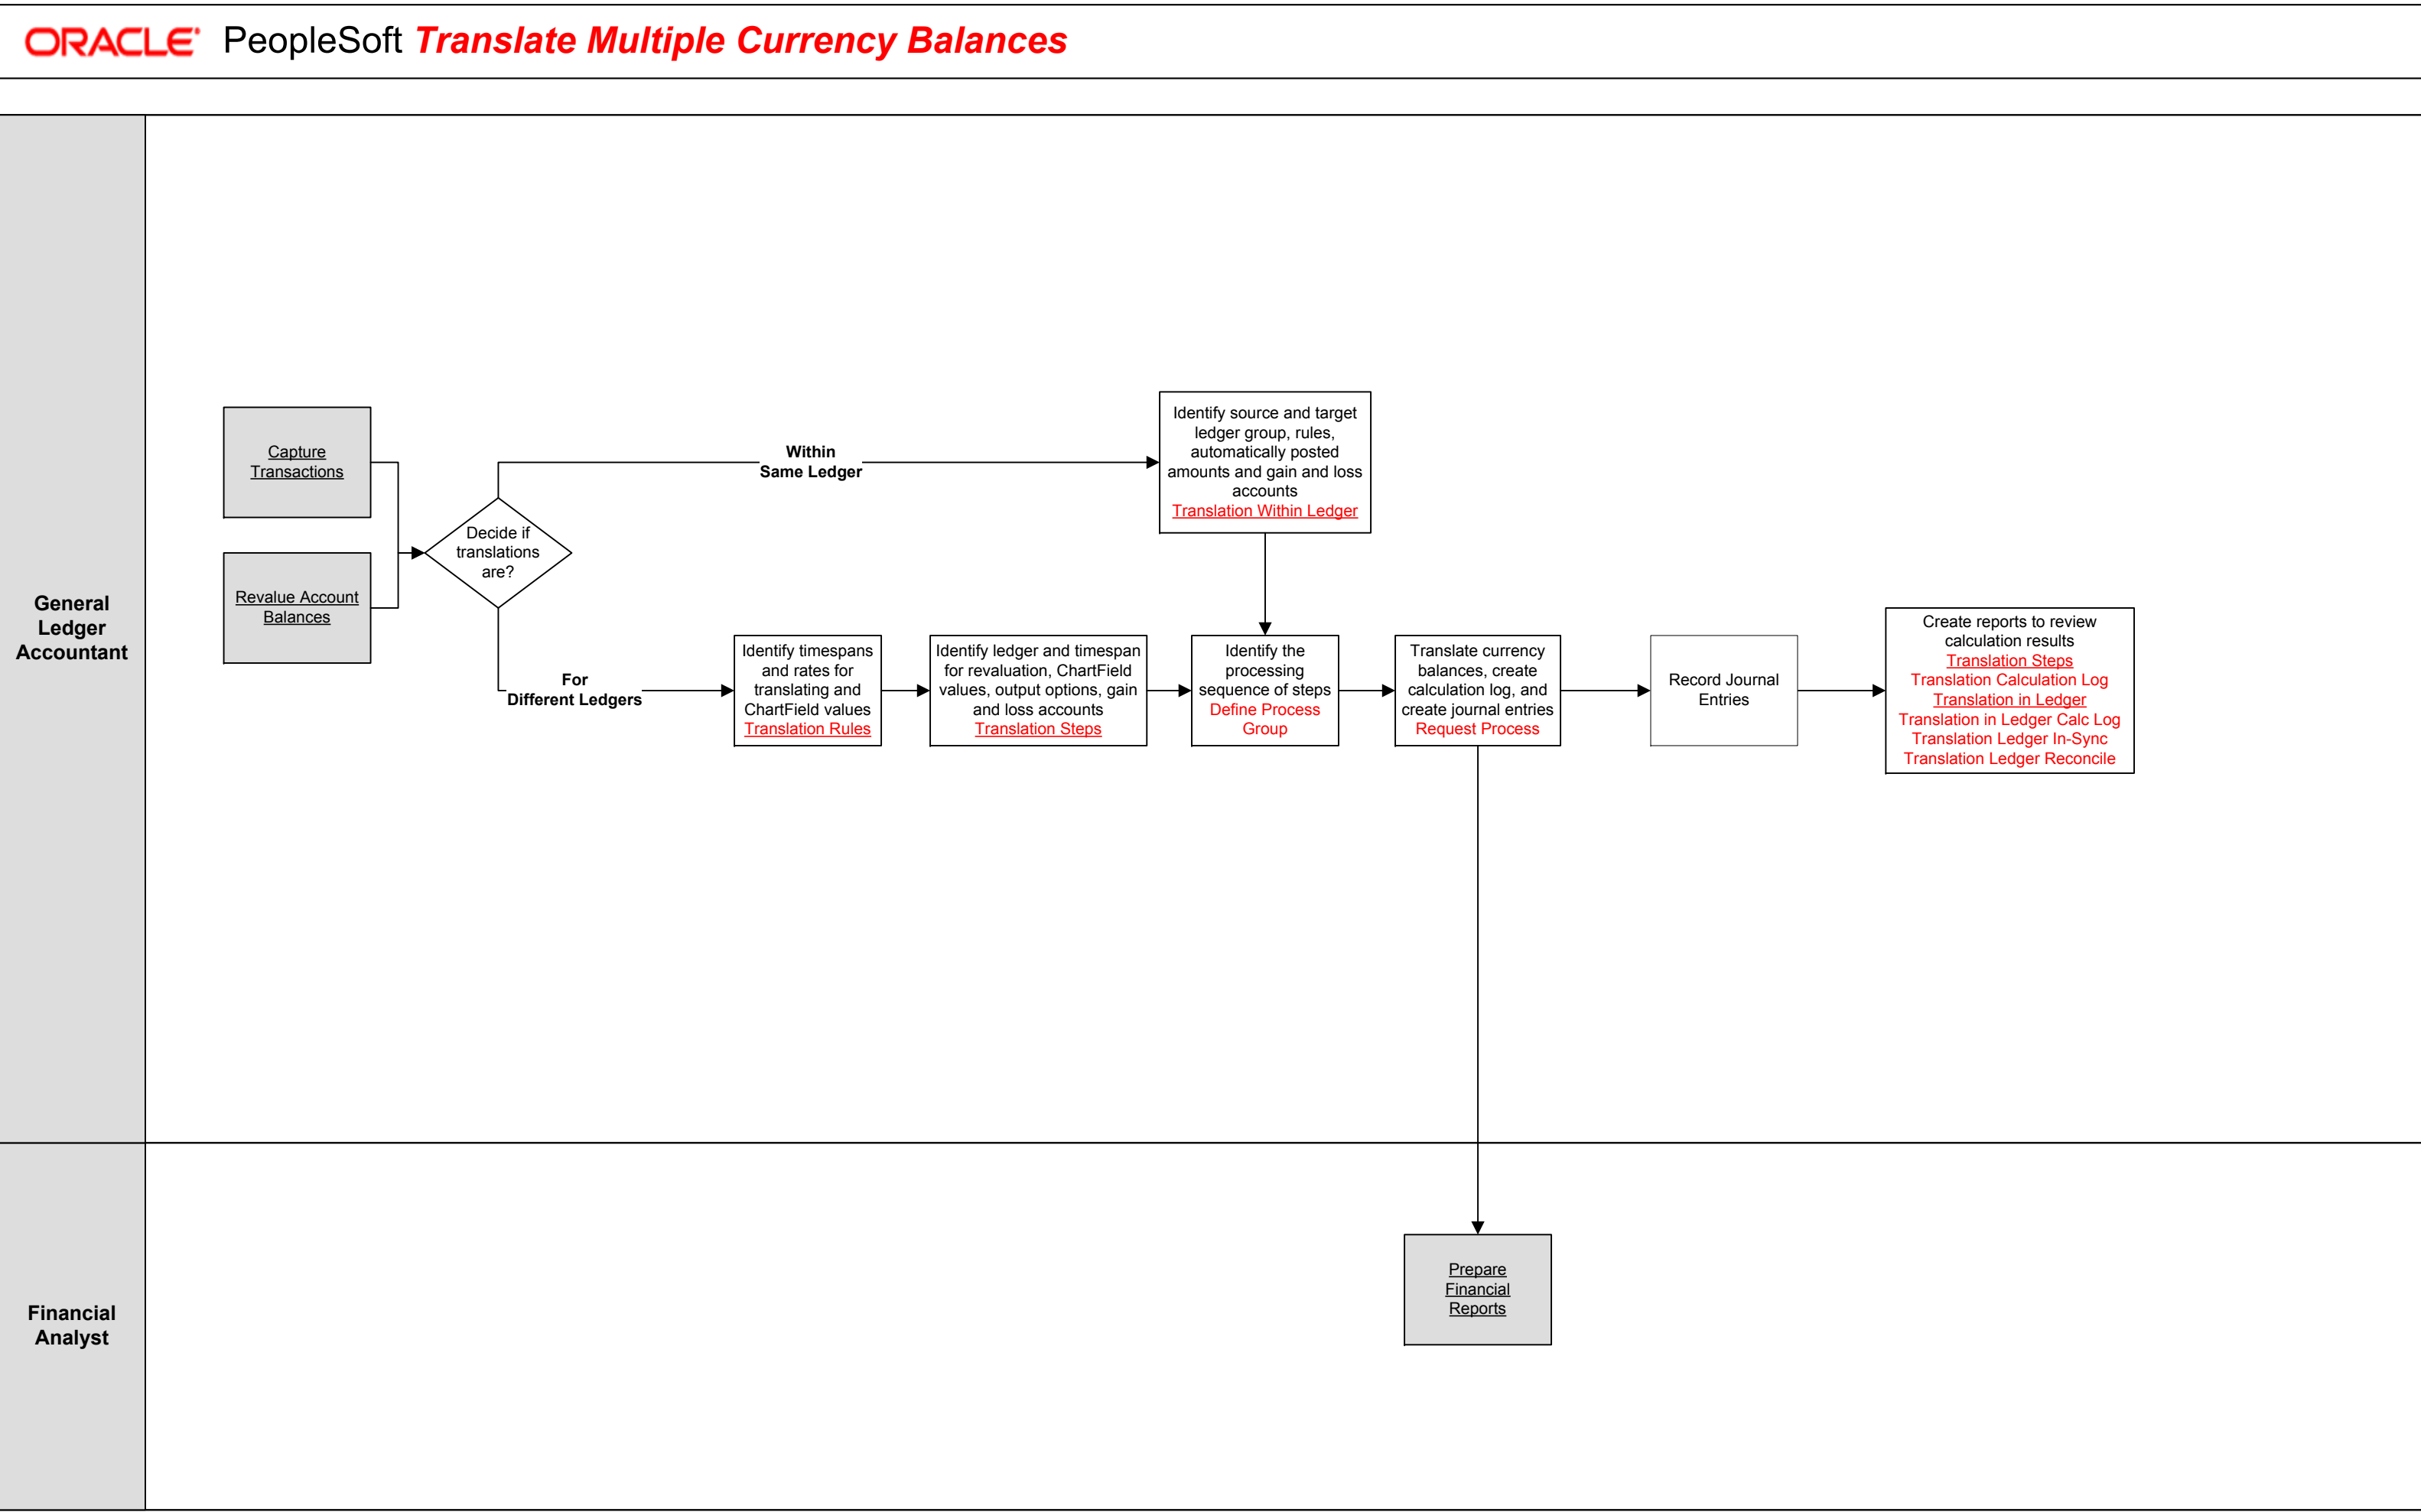 ORACLE® PeopleSoft Translate Multiple Currency Balances
General
Ledger
Accountant
Capture
Transactions
Revalue Account
Balances
Decide if
translations
are?
Within
Same Ledger
For
Different Ledgers
Identify source and target
ledger group, rules,
automatically posted
amounts and gain and loss
accounts
Translation Within Ledger
Identify timespans
and rates for
translating and
ChartField values
Translation Rules
Identify ledger and timespan
for revaluation, ChartField
values, output options, gain
and loss accounts
Translation Steps
Identify the
processing
sequence of steps
Define Process
Group
Translate currency
balances, create
calculation log, and
create journal entries
Request Process
Record Journal
Entries
Create reports to review
calculation results
Translation Steps
Translation Calculation Log
Translation in Ledger
Translation in Ledger Calc Log
Translation Ledger In-Sync
Translation Ledger Reconcile
Financial
Analyst
Prepare
Financial
Reports